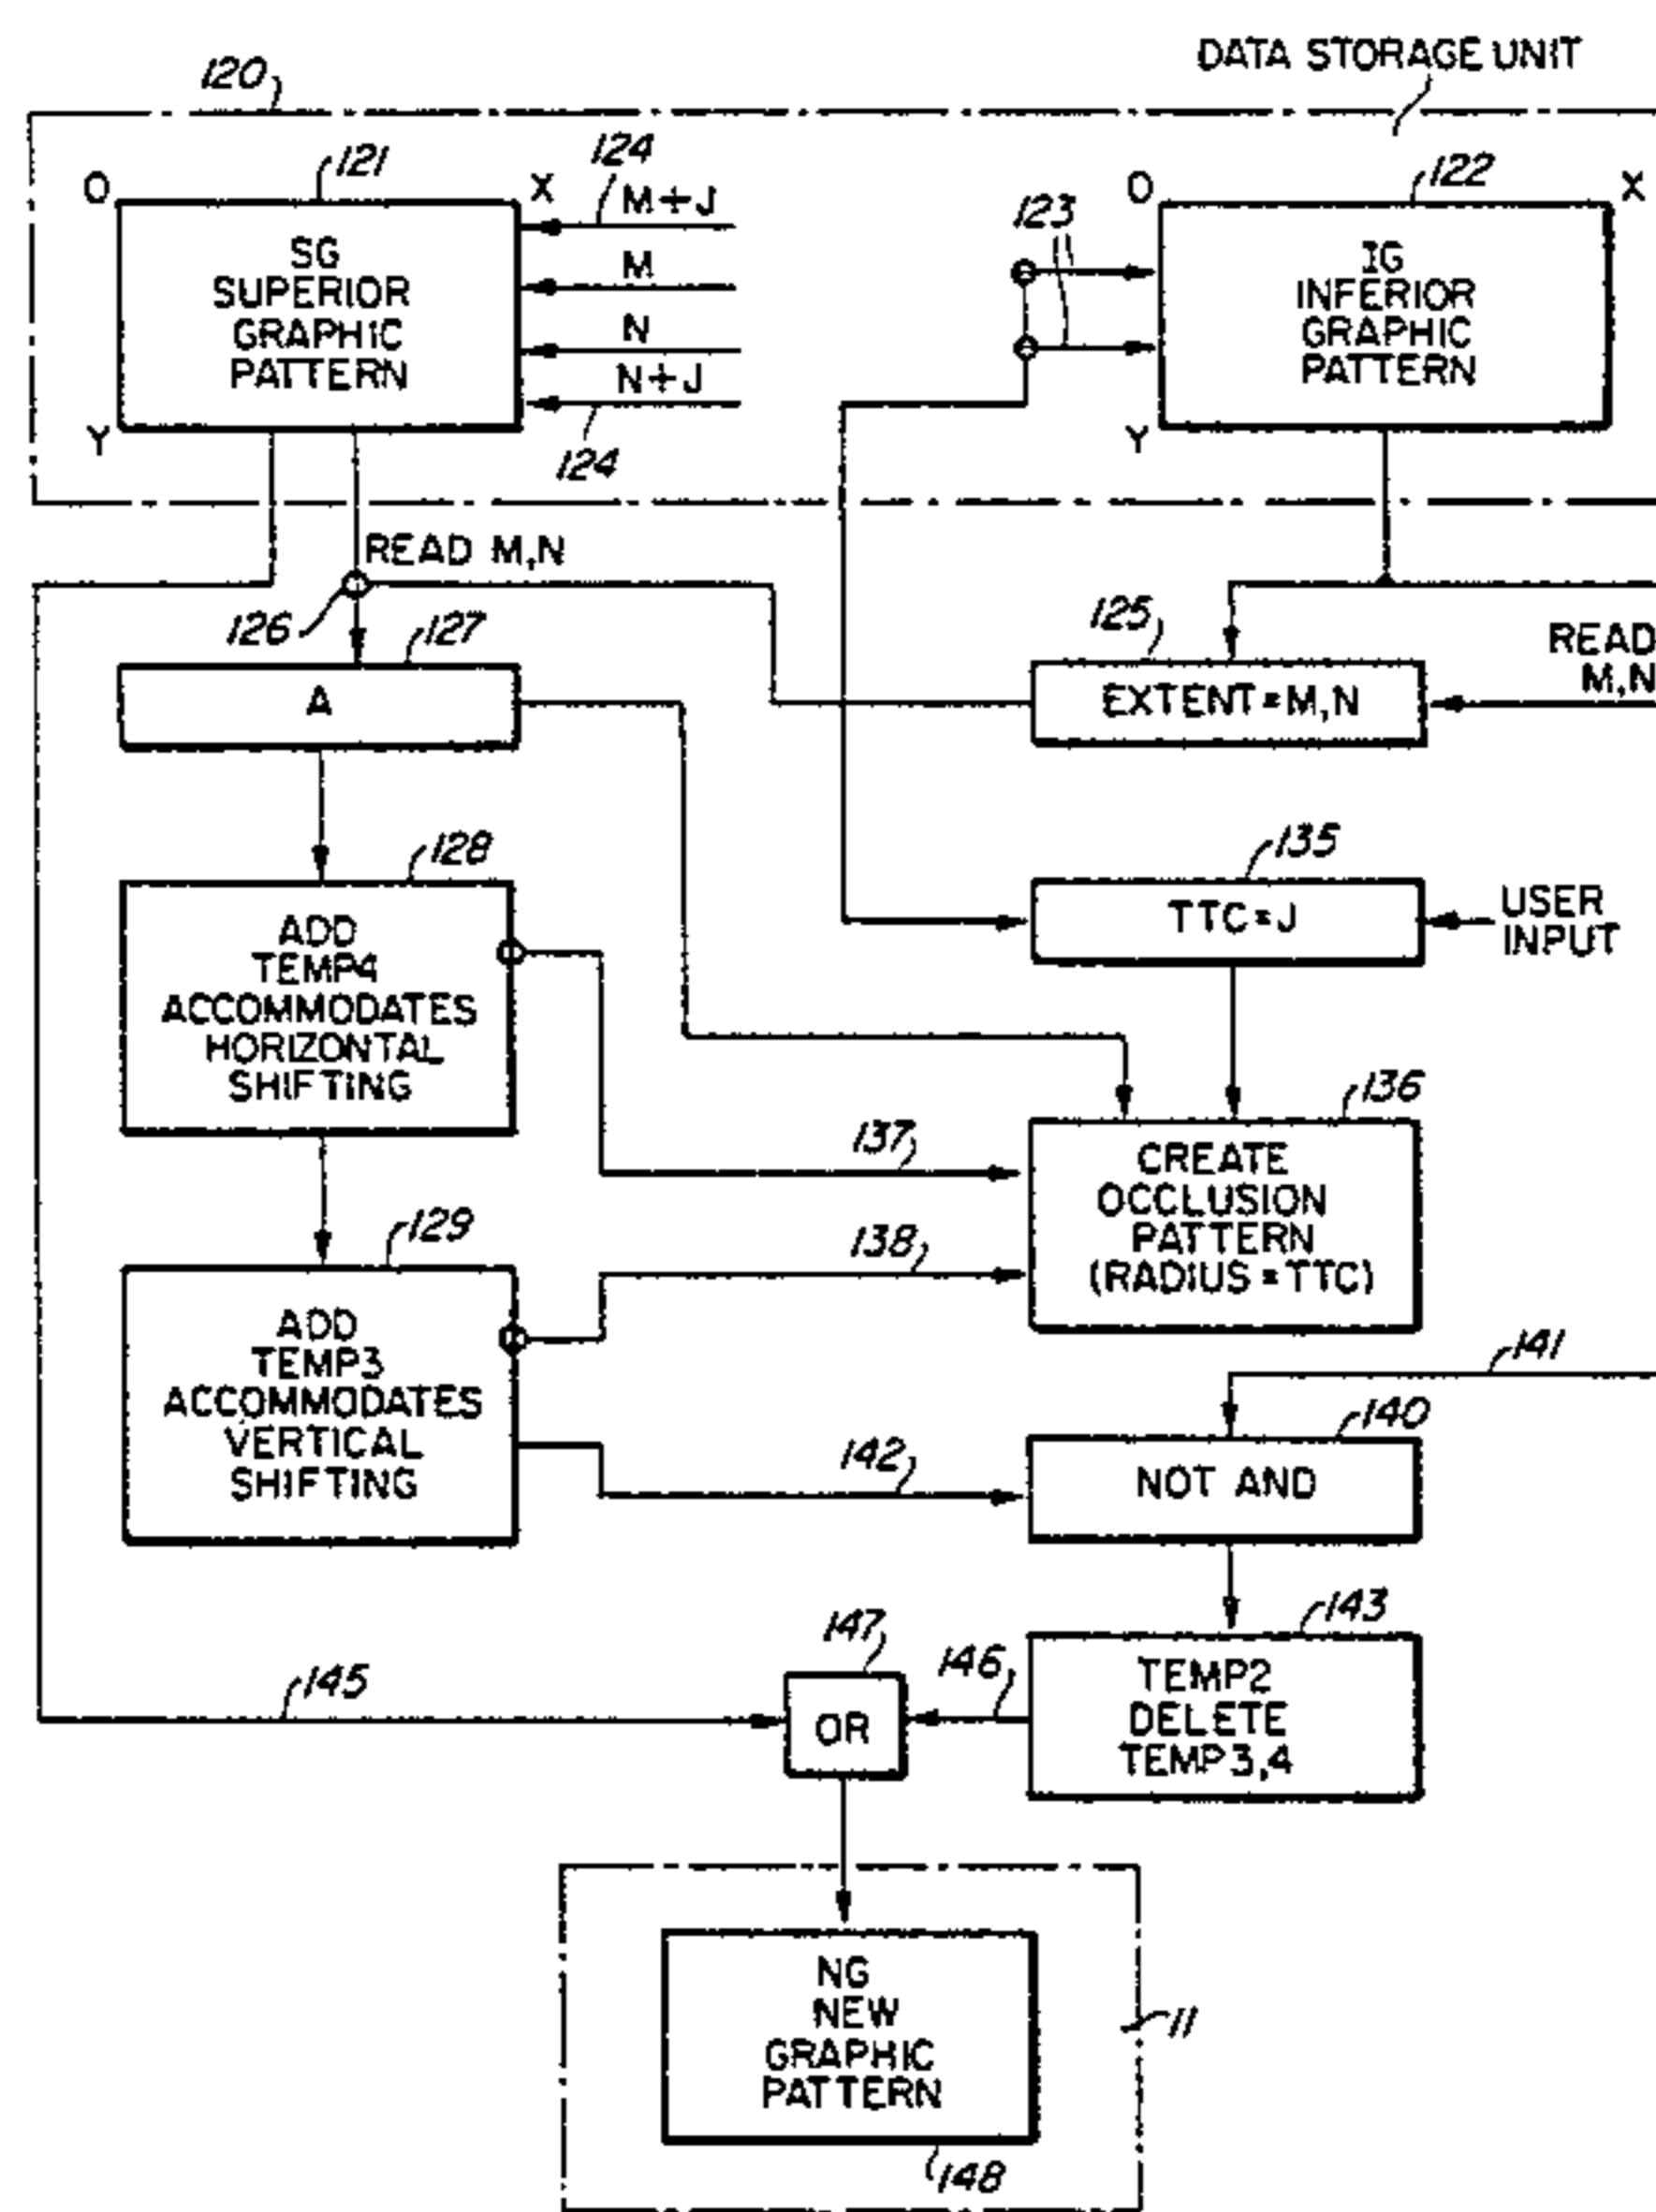 DATA STORAGE UNIT
120
121
124
122
O
X
M+J
123
O
X
SG
SUPERIOR
GRAPHIC
PATTERN
M
N
N+J
IG
INFERIOR
GRAPHIC
PATTERN
Y
124
Y
READ M,N
126
127
125
READ
M,N
A
EXTENT=M,N
128
135
ADD
TEMP4
ACCOMMODATES
HORIZONTAL
SHIFTING
TTC=J
USER
INPUT
136
137
CREATE
OCCLUSION
PATTERN
(RADIUS=TTC)
129
138
ADD
TEMP3
ACCOMMODATES
VERTICAL
SHIFTING
141
140
142
NOT AND
143
147
146
145
OR
TEMP2
DELETE
TEMP3,4
NG
NEW
GRAPHIC
PATTERN
11
148